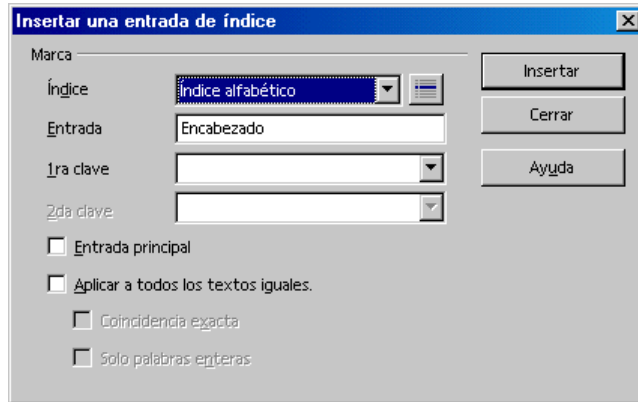 Insertar una entrada de índice
Marca
Índice
Índice alfabético
Insertar
Entrada
Encabezado
Cerrar
1ra clave
Ayuda
2da clave
Entrada principal
Aplicar a todos los textos iguales.
Coincidencia exacta
Solo palabras enteras